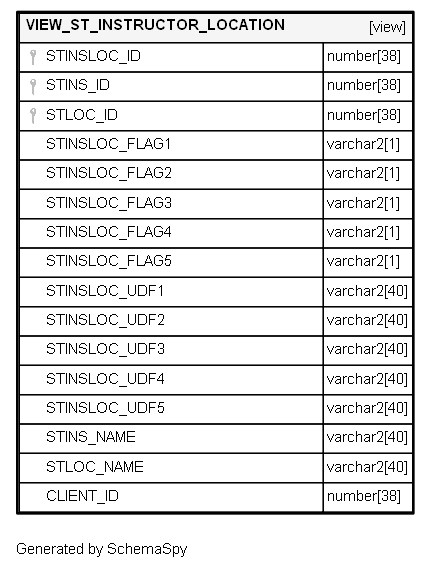 VIEW_ST_INSTRUCTOR_LOCATION [view]
STINSLOC_ID number[38]
STINS_ID number[38]
STLOC_ID number[38]
STINSLOC_FLAG1 varchar2[1]
STINSLOC_FLAG2 varchar2[1]
STINSLOC_FLAG3 varchar2[1]
STINSLOC_FLAG4 varchar2[1]
STINSLOC_FLAG5 varchar2[1]
STINSLOC_UDF1 varchar2[40]
STINSLOC_UDF2 varchar2[40]
STINSLOC_UDF3 varchar2[40]
STINSLOC_UDF4 varchar2[40]
STINSLOC_UDF5 varchar2[40]
STINS_NAME varchar2[40]
STLOC_NAME varchar2[40]
CLIENT_ID number[38]
Generated by SchemaSpy